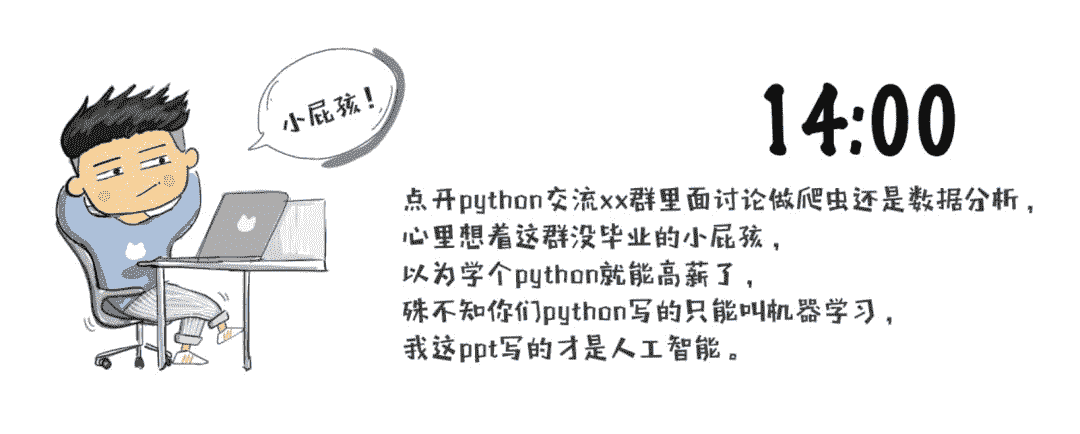 小屁孩！
14:00
点开python交流xx群里面讨论做爬虫还是数据分析，
心里想着这群没毕业的小屁孩，
以为学个python就能高薪了，
殊不知你们python写的只能叫机器学习，
我这ppt写的才是人工智能。